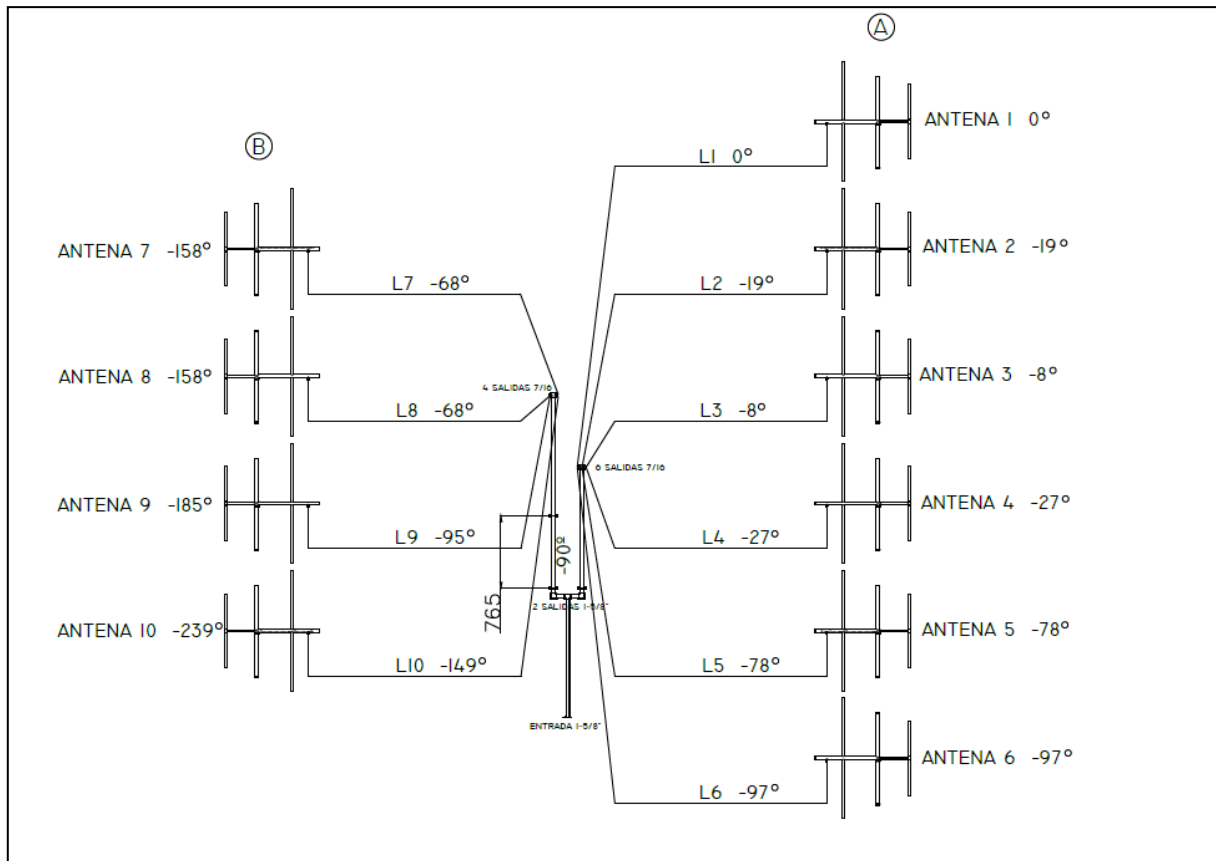 A
ANTENA 1 0°
L1 0°
B
ANTENA 7 -158°
L7 -68°
L2 -19°
ANTENA 2 -19°
ANTENA 8 -158°
4 SALIDAS 7/16
L8 -68°
L3 -8°
ANTENA 3 -8°
6 SALIDAS 7/16
ANTENA 9 -185°
L9 -95°
-90º
L4 -27°
ANTENA 4 -27°
765
2 SALIDAS 1-5/8"
ANTENA 10 -239°
L10 -149°
L5 -78°
ANTENA 5 -78°
ENTRADA 1-5/8"
L6 -97°
ANTENA 6 -97°